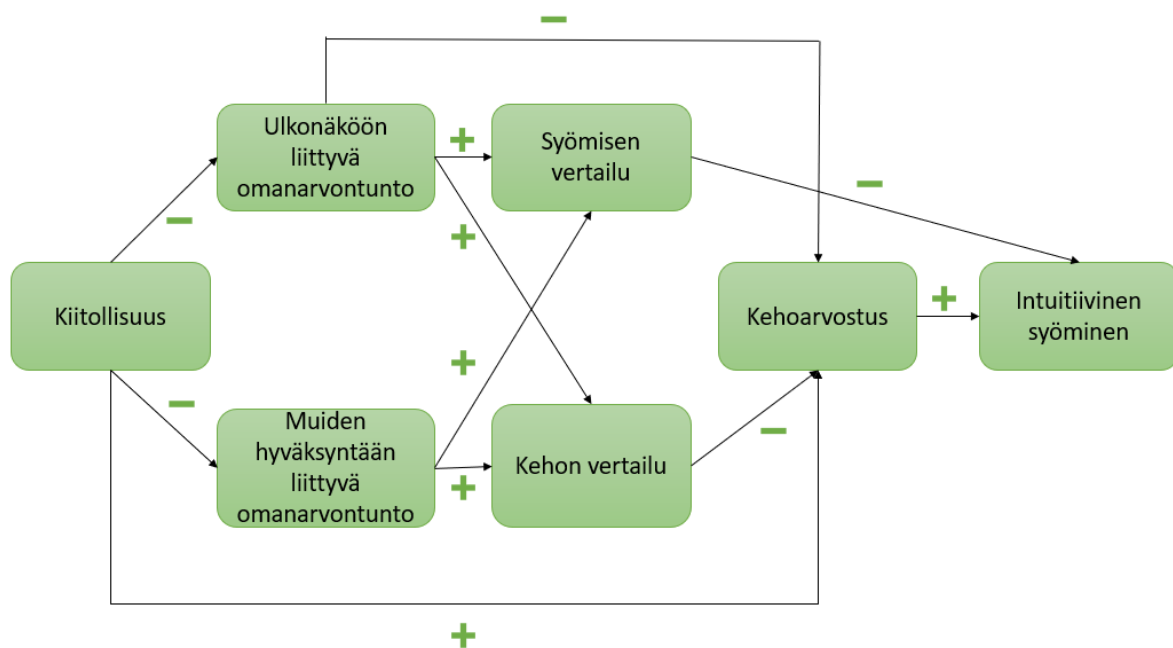 −
Ulkonäköön
liittyvä
omanarvontunto
+
Syömisen
vertailu
−
−
+
Kiitollisuus
Kehoarvostus
+
Intuitiivinen
syöminen
+
−
Muiden
hyväksyntään
liittyvä
omanarvontunto
+
Kehon vertailu
−
+